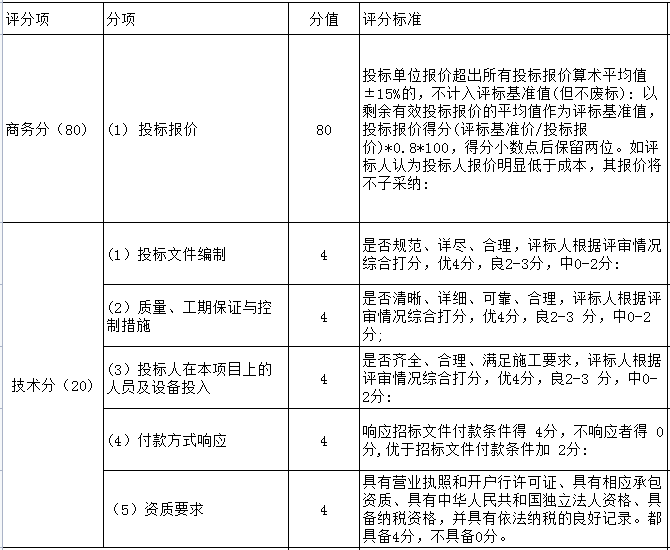 评分项 分项 分值 评分标准
商务分（80） (1) 投标报价 80
投标单位报价超出所有投标报价算术平均值
±15%的，不计入评标基准值(但不废标)：以
剩余有效投标报价的平均值作为评标基准值，
投标报价得分(评标基准价/投标报
价)*0.8*100，得分小数点后保留两位。如评
标人认为投标人报价明显低于成本，其报价将
不子采纳：
技术分（20）
(1）投标文件编制 4
是否规范、详尽、合理，评标人根据评审情况
综合打分，优4分，良2-3分，中0-2分：
(2）质量、工期保证与控
制措施
4
是否清晰、详细、可靠、合理，评标人根据评
审情况综合打分，优4分，良2-3 分，中0-2
分;
(3）投标人在本项目上的
人员及设备投入
4
是否齐全、合理、满足施工要求，评标人根据
评审情况综合打分，优4分，良2-3 分，中0-
2分：
(4）付款方式响应 4
响应招标文件付款条件得 4分，不响应者得 0
分,优于招标文件付款条件加 2分：
(5）资质要求 4
具有营业执照和开户行许可证、具有相应承包
资质、具有中华人民共和国独立法人资格、具
备纳税资格，并具有依法纳税的良好记录。都
具备4分，不具备0分。